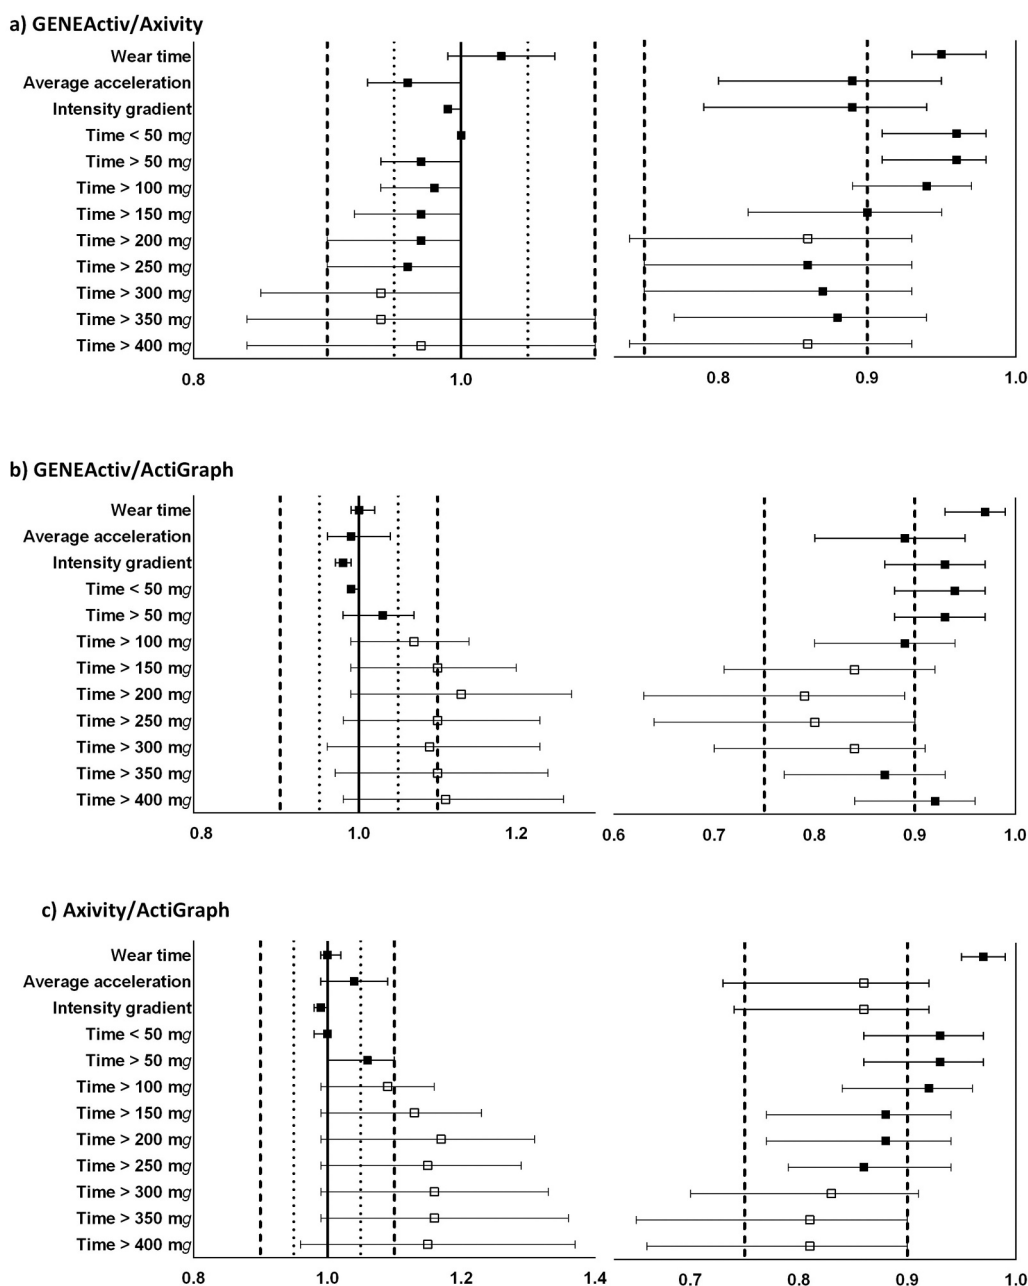 a) GENEActiv/Axivity
Wear time
Average acceleration
Intensity gradient
Time < 50 mg
Time > 50 mg
Time > 100 mg
Time > 150 mg
Time > 200 mg
Time > 250 mg
Time > 300 mg
Time > 350 mg
Time > 400 mg
0.8 1.0 0.8 0.9 1.0
b) GENEActiv/ActiGraph
Wear time
Average acceleration
Intensity gradient
Time < 50 mg
Time > 50 mg
Time > 100 mg
Time > 150 mg
Time > 200 mg
Time > 250 mg
Time > 300 mg
Time > 350 mg
Time > 400 mg
0.8 1.0 1.2 0.6 0.7 0.8 0.9 1.0
c) Axivity/ActiGraph
Wear time
Average acceleration
Intensity gradient
Time < 50 mg
Time > 50 mg
Time > 100 mg
Time > 150 mg
Time > 200 mg
Time > 250 mg
Time > 300 mg
Time > 350 mg
Time > 400 mg
0.8 1.0 1.2 1.4 0.7 0.8 0.9 1.0